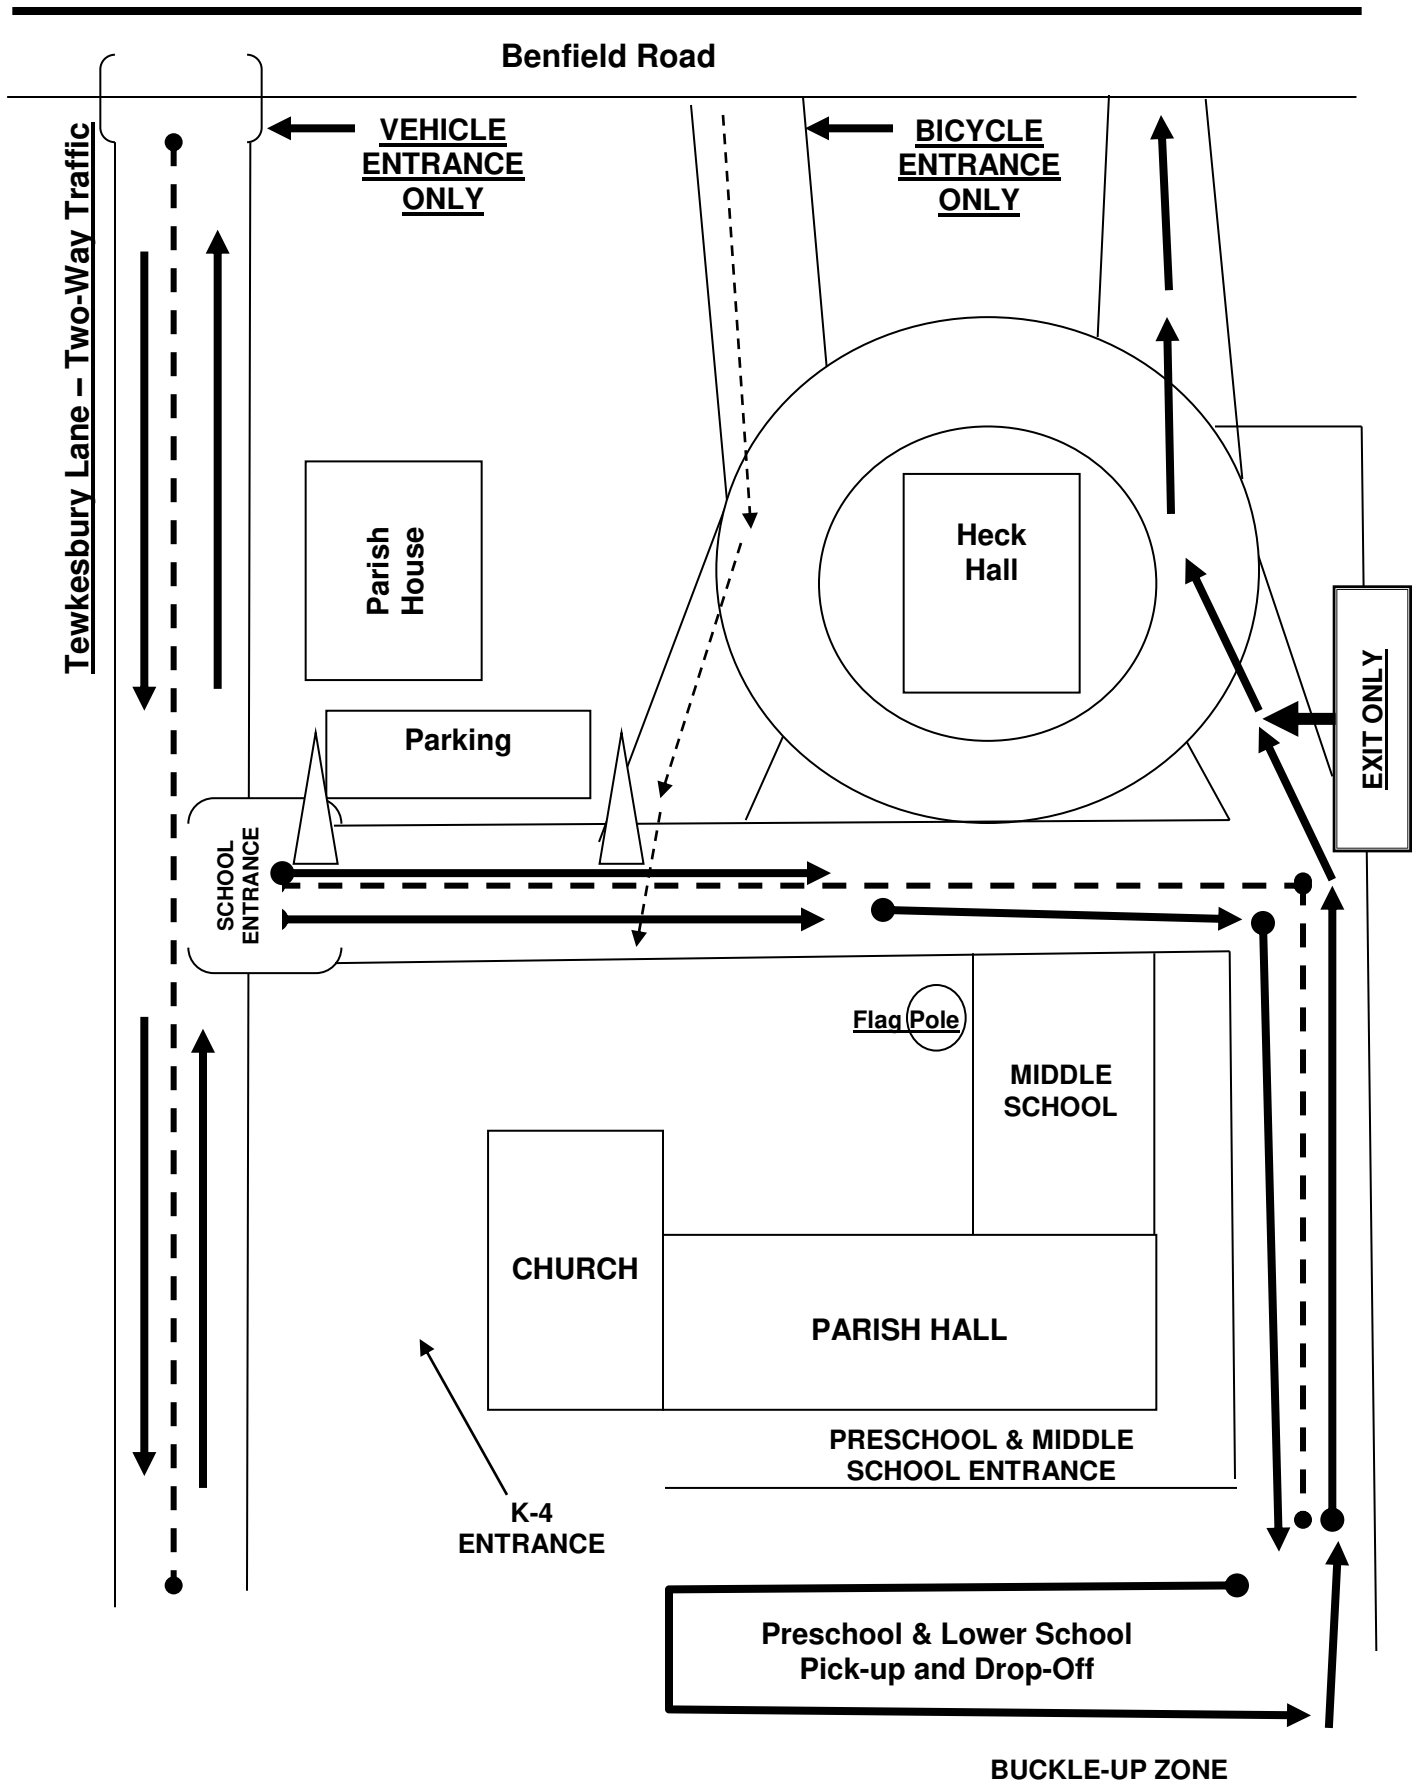 Benfield Road
VEHICLE
ENTRANCE
ONLY
BICYCLE
ENTRANCE
ONLY
Tewkesbury Lane – Two-Way Traffic
Parish
House
Heck
Hall
EXIT ONLY
Parking
SCHOOL
ENTRANCE
Flag Pole
MIDDLE
SCHOOL
CHURCH
PARISH HALL
PRESCHOOL & MIDDLE
SCHOOL ENTRANCE
K-4
ENTRANCE
Preschool & Lower School
Pick-up and Drop-Off
BUCKLE-UP ZONE